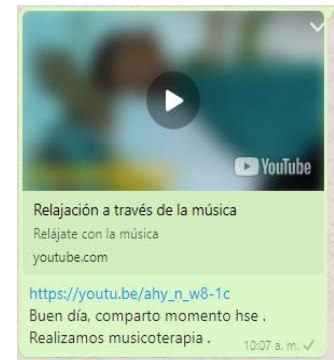 YouTube
Relajación a través de la música
Relájate con la música
youtube.com
https://youtu.be/ahy_n_w8-1c
Buen día, comparto momento hse .
Realizamos musicoterapia .
10:07 a. m.